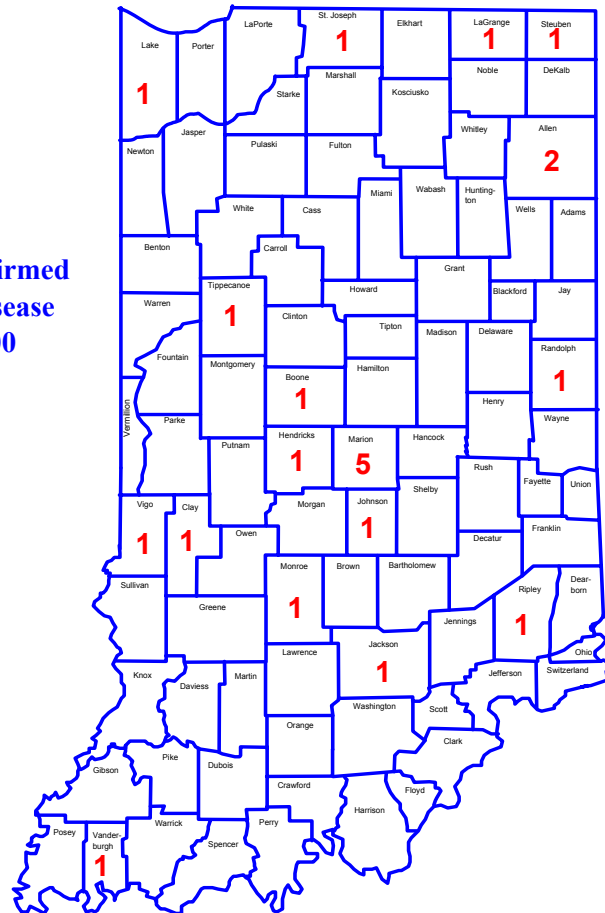 St. Joseph
LaGrange
Steuben
LaPorte
Elkhart
1
1
1
Lake
Porter
1
Noble
DeKalb
Marshall
Starke
Kosciusko
Whitley
Allen
2
Jasper
Newton
Pulaski
Fulton
Miami
Wabash
Hunting-
ton
White
Cass
Wells
Adams
Benton
Carroll
irmed
sease
00
Grant
Tippecanoe
1
Howard
Blackford
Jay
Warren
Clinton
Tipton
Madison
Delaware
Randolph
1
Fountain
Montgomery
Boone
1
Hamilton
Henry
Vermillion
Parke
Wayne
Putnam
Hendricks
1
Marion
5
Hancock
Rush
Fayette
Union
Shelby
Vigo
1
Clay
1
Morgan
Johnson
1
Owen
Decatur
Franklin
Monroe
1
Brown
Bartholomew
Sullivan
Ripley
1
Dear-
born
Greene
Jennings
Lawrence
Jackson
1
Ohio
Knox
Martin
Daviess
Jefferson
Switzerland
Washington
Scott
Orange
Clark
Pike
Dubois
Gibson
Crawford
Floyd
Harrison
Posey
Vander-
burgh
1
Warrick
Perry
Spencer